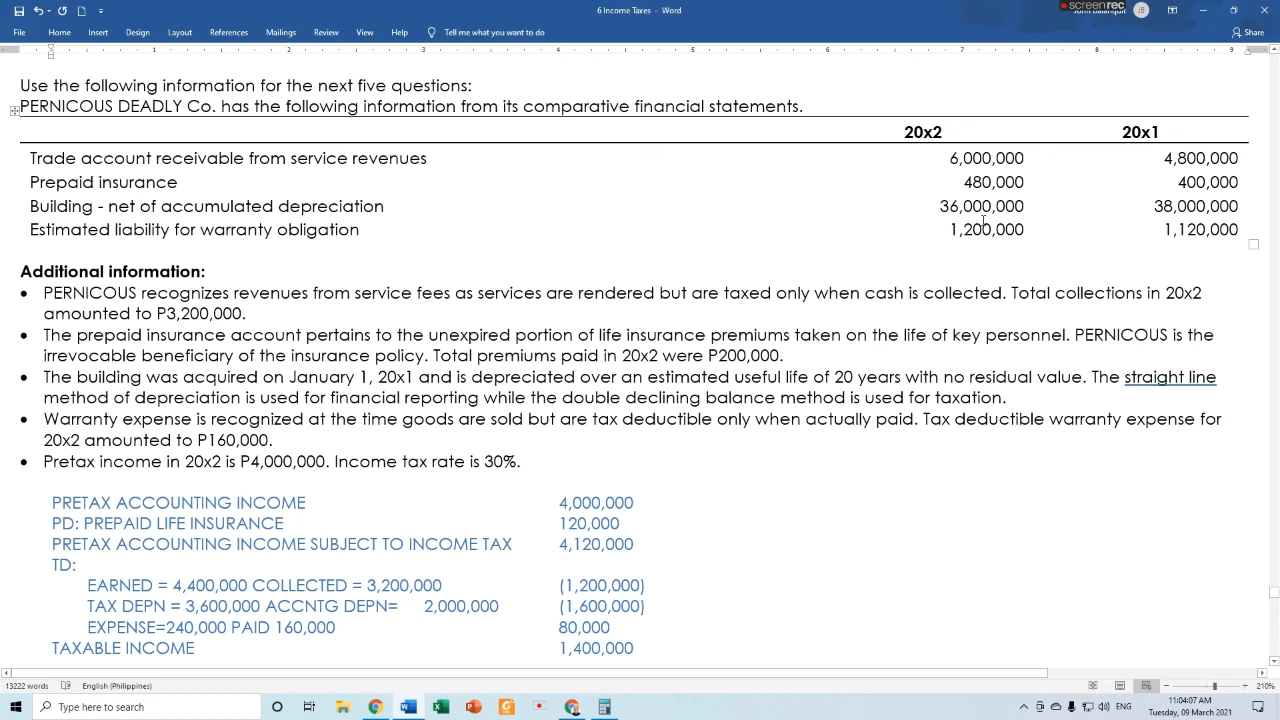 6 Income Taxes - Word
screenrec
John Balanquit JB
File Home Insert Design Layout References Mailings Review View Help Tell me what you want to do Share
1 2 3 4 5 6 7 8 9
Use the following information for the next five questions:
PERNICOUS DEADLY Co. has the following information from its comparative financial statements.
20x2 20x1
Trade account receivable from service revenues 6,000,000 4,800,000
Prepaid insurance 480,000 400,000
Building - net of accumulated depreciation 36,000,000 38,000,000
Estimated liability for warranty obligation 1,200,000 1,120,000
Additional information:
• PERNICOUS recognizes revenues from service fees as services are rendered but are taxed only when cash is collected. Total collections in 20x2
amounted to P3,200,000.
• The prepaid insurance account pertains to the unexpired portion of life insurance premiums taken on the life of key personnel. PERNICOUS is the
irrevocable beneficiary of the insurance policy. Total premiums paid in 20x2 were P200,000.
• The building was acquired on January 1, 20x1 and is depreciated over an estimated useful life of 20 years with no residual value. The straight line
method of depreciation is used for financial reporting while the double declining balance method is used for taxation.
• Warranty expense is recognized at the time goods are sold but are tax deductible only when actually paid. Tax deductible warranty expense for
20x2 amounted to P160,000.
• Pretax income in 20x2 is P4,000,000. Income tax rate is 30%.
PRETAX ACCOUNTING INCOME 4,000,000
PD: PREPAID LIFE INSURANCE 120,000
PRETAX ACCOUNTING INCOME SUBJECT TO INCOME TAX 4,120,000
TD:
EARNED = 4,400,000 COLLECTED = 3,200,000 (1,200,000)
TAX DEPN = 3,600,000 ACCNTG DEPN= 2,000,000 (1,600,000)
EXPENSE=240,000 PAID 160,000 80,000
TAXABLE INCOME 1,400,000
13222 words English (Philippines) 210%
Type here to search
11:04:07 AM
Tuesday, 09 March 2021